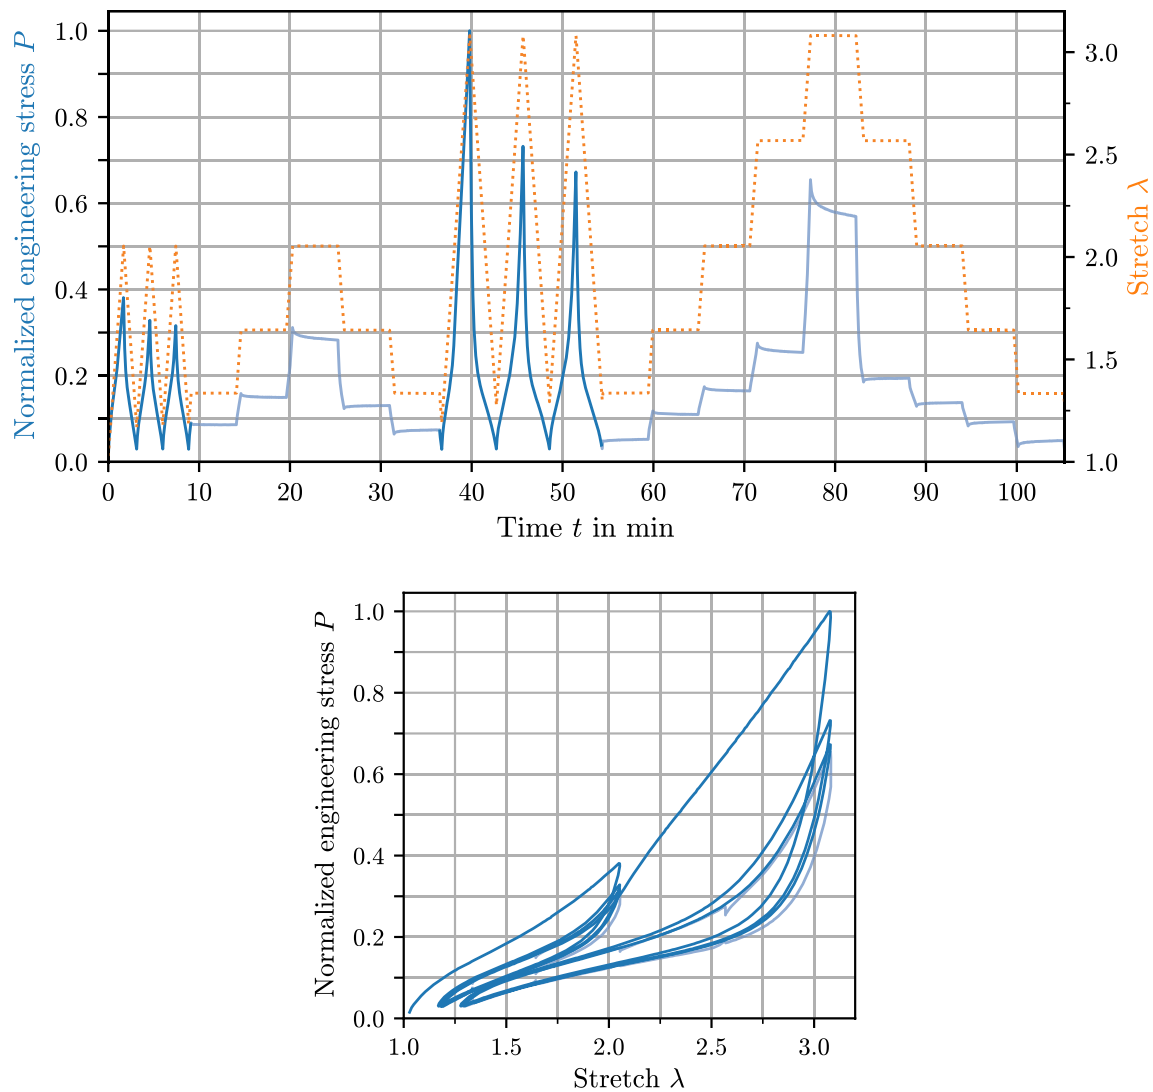 Normalized engineering stress P
1.0
0.8
0.6
0.4
0.2
0.0
3.0
2.5
2.0
1.5
1.0
Stretch λ
0 10 20 30 40 50 60 70 80 90 100
Time t in min
Normalized engineering stress P
1.0
0.8
0.6
0.4
0.2
0.0
1.0 1.5 2.0 2.5 3.0
Stretch λ